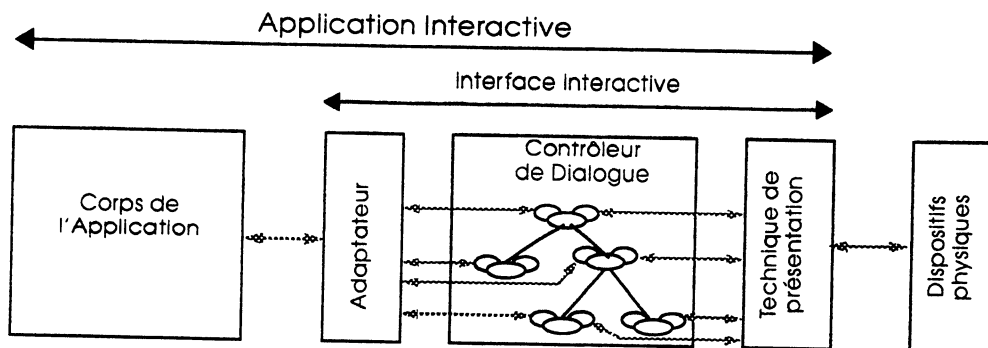 Application Interactive
Interface Interactive
Corps de
l'Application
Adaptateur
Contrôleur
de Dialogue
Technique de
présentation
Dispositifs
physiques